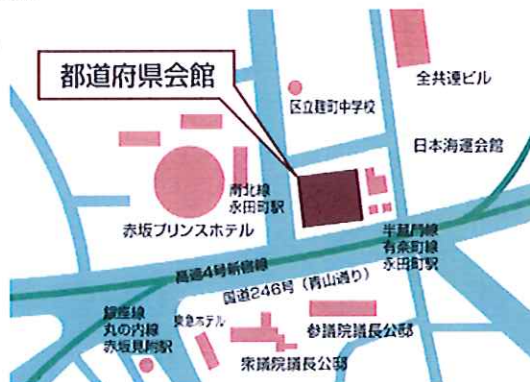 都道府県会館
全共連ビル
区立麹町中学校
日本海運会館
南北線
永田町駅
赤坂プリンスホテル
半蔵門線
有楽町線
永田町駅
高速4号新宿線
国道246号（青山通り）
銀座線
丸の内線
赤坂見附駅
東急ホテル
参議院議長公邸
衆議院議長公邸